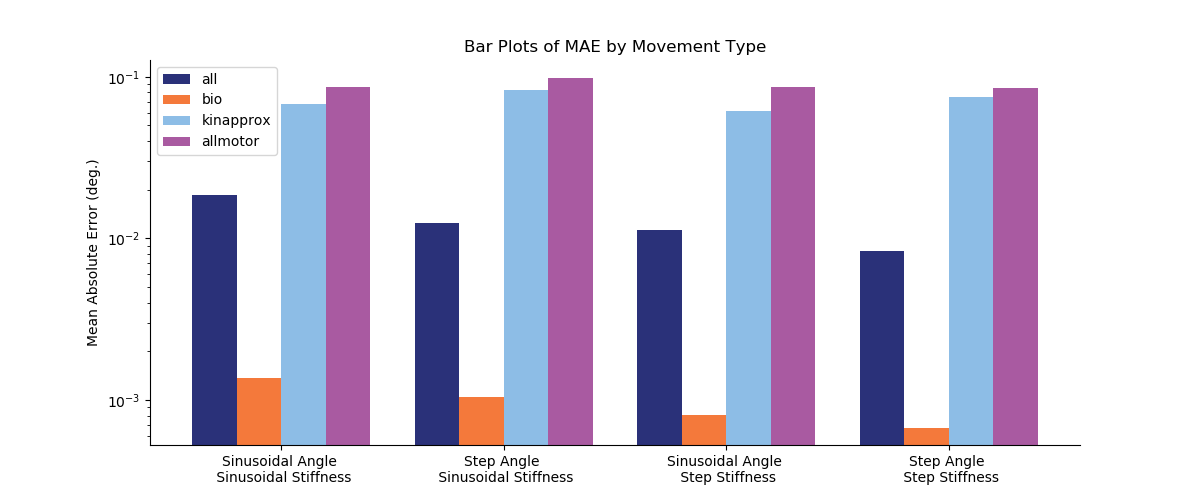 Bar Plots of MAE by Movement Type
Mean Absolute Error (deg.)
10⁻¹
10⁻²
10⁻³
all
bio
kinapprox
allmotor
Sinusoidal Angle
Sinusoidal Stiffness
Step Angle
Sinusoidal Stiffness
Sinusoidal Angle
Step Stiffness
Step Angle
Step Stiffness